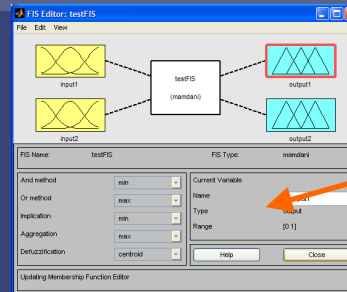 FIS Editor: testFIS
File Edit View
input1
input2
testFIS
(mamdani)
output1
output2
FIS Name: testFIS
FIS Type: mamdani
And method min
Or method max
Implication min
Aggregation max
Defuzzification centroid
Current Variable
Name
Type output
Range [0 1]
Help Close
Updating Membership Function Editor